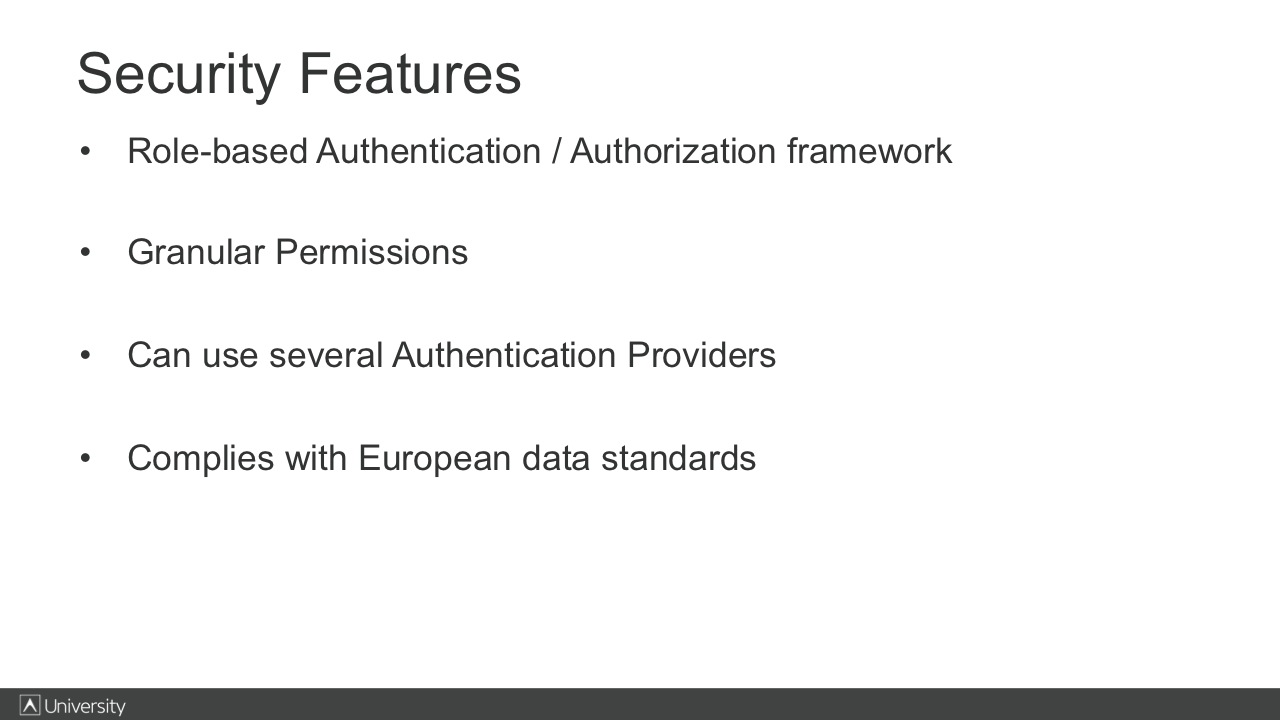 Security Features
• Role-based Authentication / Authorization framework
• Granular Permissions
• Can use several Authentication Providers
• Complies with European data standards
University